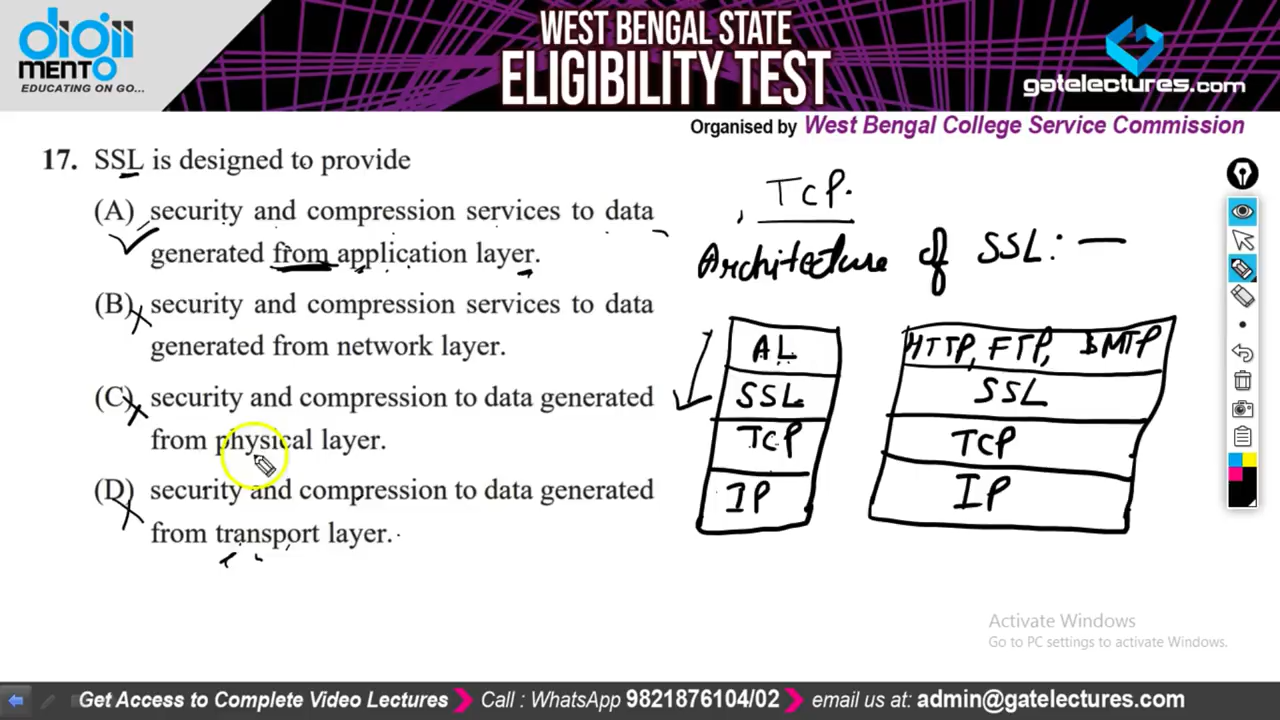 digii
MENTO
EDUCATING ON GO...
WEST BENGAL STATE
ELIGIBILITY TEST
gatelectures.com
Organised by West Bengal College Service Commission
17. SSL is designed to provide
(A) security and compression services to data
generated from application layer.
(B) security and compression services to data
generated from network layer.
(C) security and compression to data generated
from physical layer.
(D) security and compression to data generated
from transport layer.
TCP.
Architecture of SSL: —
AL
SSL
TCP
IP
HTTP, FTP, SMTP
SSL
TCP
IP
Activate Windows
Go to PC settings to activate Windows.
Get Access to Complete Video Lectures
Call : WhatsApp 9821876104/02
email us at: admin@gatelectures.com